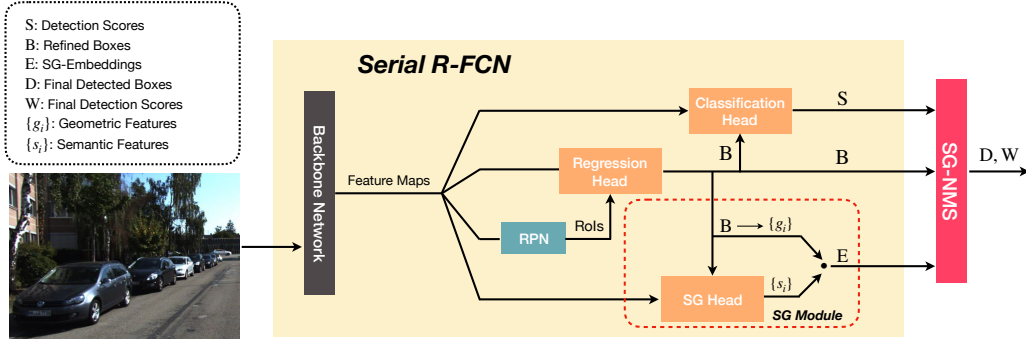 S: Detection Scores
B: Refined Boxes
E: SG-Embeddings
D: Final Detected Boxes
W: Final Detection Scores
{g_i}: Geometric Features
{s_i}: Semantic Features
Serial R-FCN
Backbone Network
Feature Maps
Classification Head
S
B
Regression Head
B
RPN
RoIs
B → {g_i}
SG Head
{s_i}
E
SG Module
SG-NMS
D, W